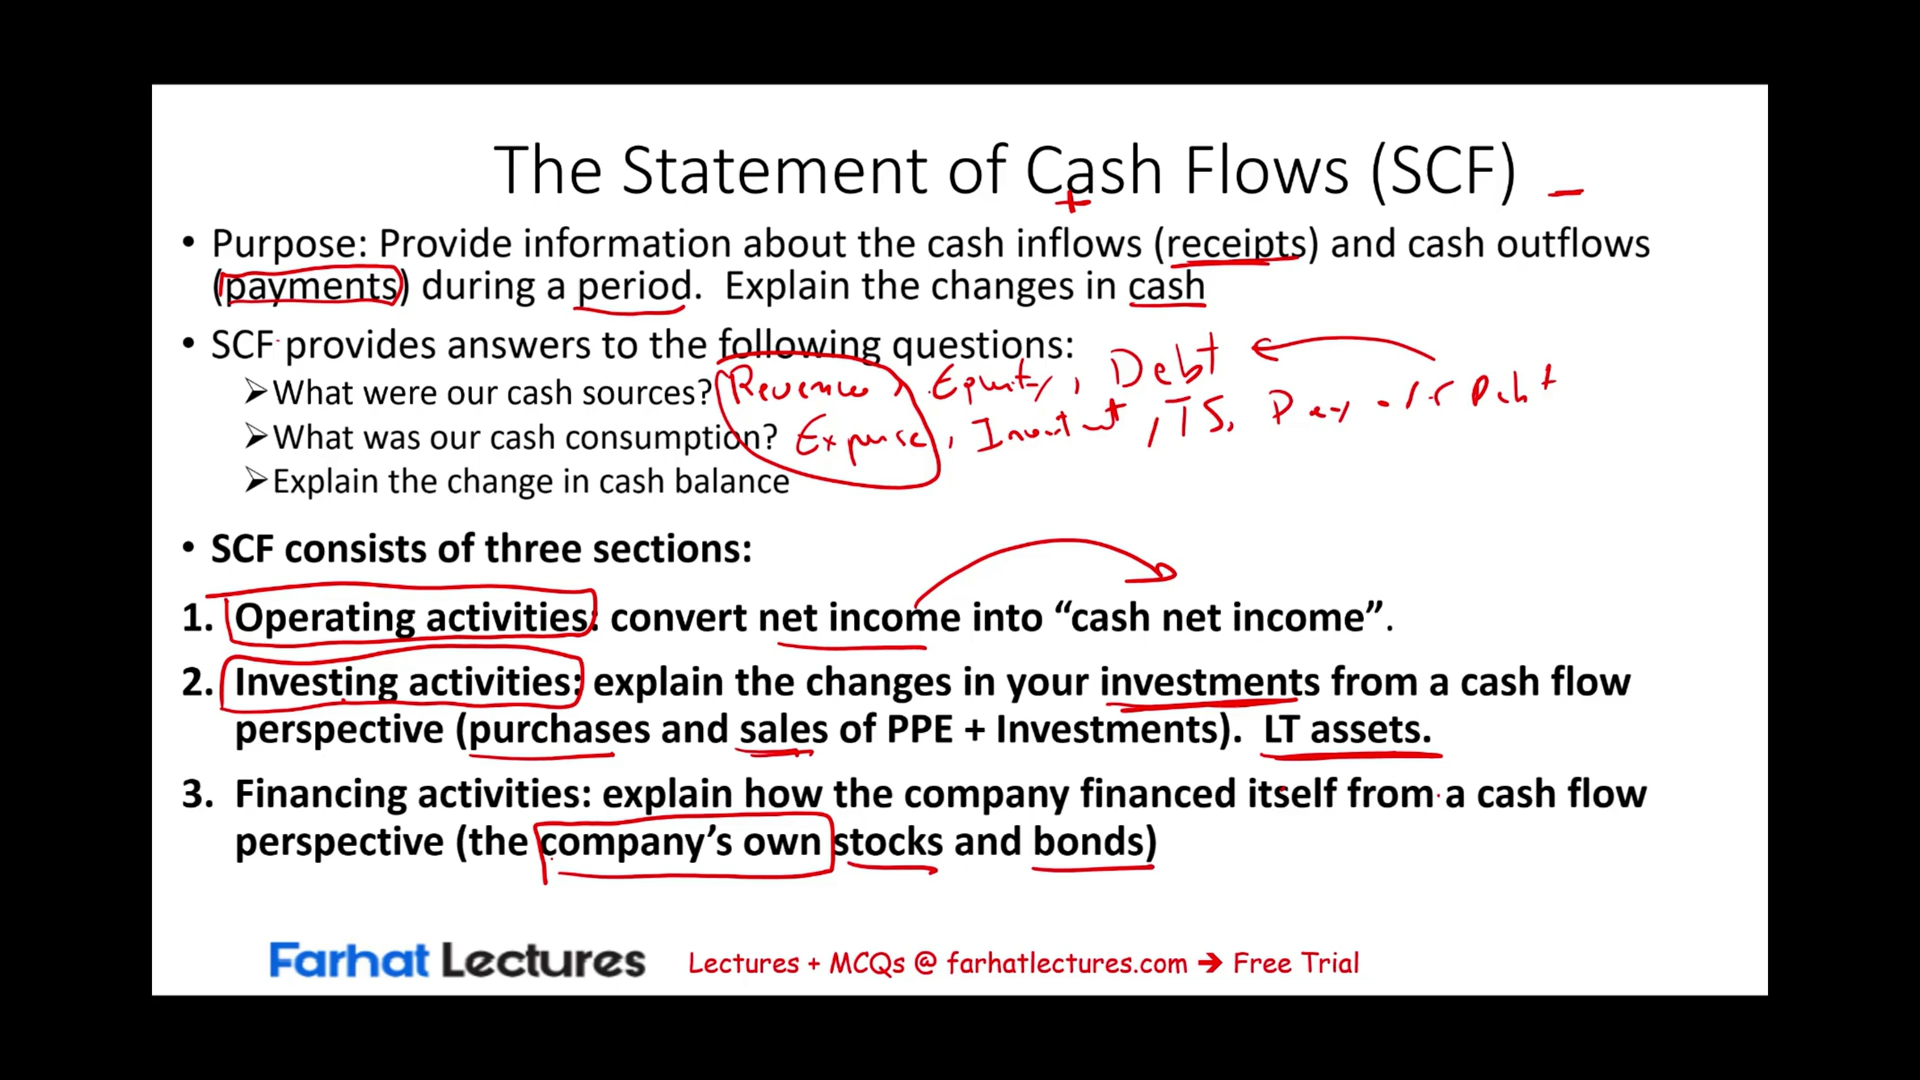 The Statement of Cash Flows (SCF)
+ –
• Purpose: Provide information about the cash inflows (receipts) and cash outflows
(payments) during a period. Explain the changes in cash
• SCF provides answers to the following questions:
➢What were our cash sources? Revenue, Equity, Debt
➢What was our cash consumption? Expense, Investment, TS, Pay off Debt
➢Explain the change in cash balance
• SCF consists of three sections:
1. Operating activities: convert net income into “cash net income”.
2. Investing activities: explain the changes in your investments from a cash flow
perspective (purchases and sales of PPE + Investments). LT assets.
3. Financing activities: explain how the company financed itself from a cash flow
perspective (the company’s own stocks and bonds)
Farhat Lectures Lectures + MCQs @ farhatlectures.com → Free Trial